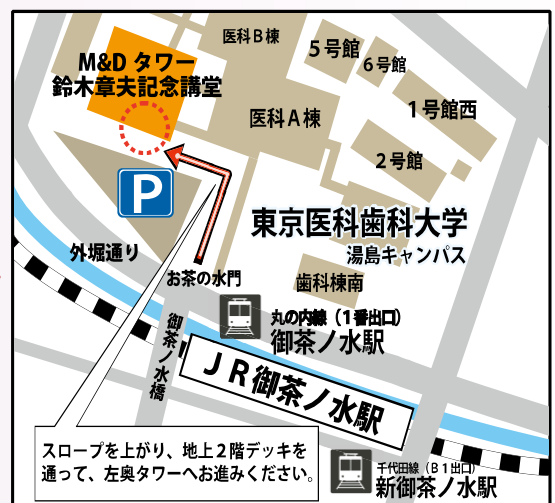 医科B棟
5号館
6号館
M&D タワー
鈴木章夫記念講堂
1号館西
医科A棟
2号館
P
東京医科歯科大学
湯島キャンパス
外堀通り
お茶の水門
歯科棟南
丸の内線(1番出口)
御茶ノ水駅
御茶ノ水橋
JR御茶ノ水駅
スロープを上がり、地上2階デッキを
通って、左奥タワーへお進みください。
千代田線(B1出口)
新御茶ノ水駅